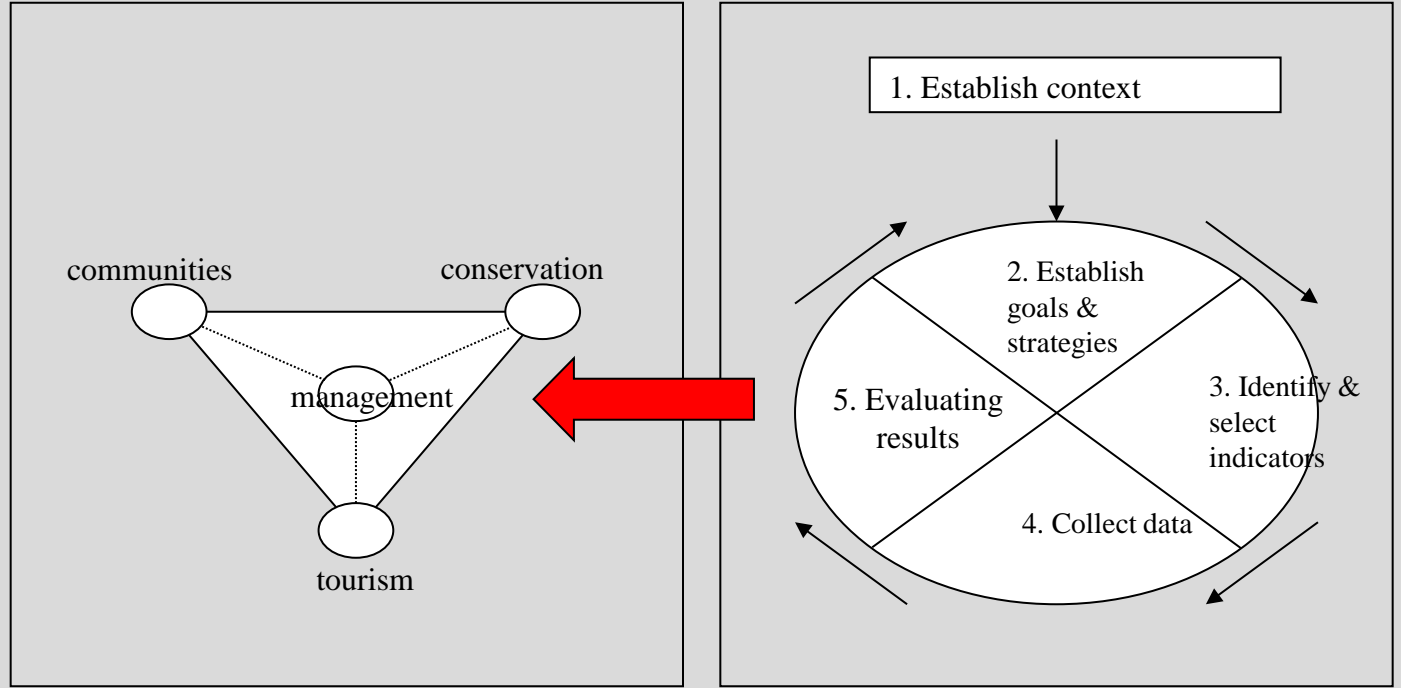 communities
conservation
management
tourism
1. Establish context
2. Establish
goals &
strategies
3. Identify &
select
indicators
4. Collect data
5. Evaluating
results